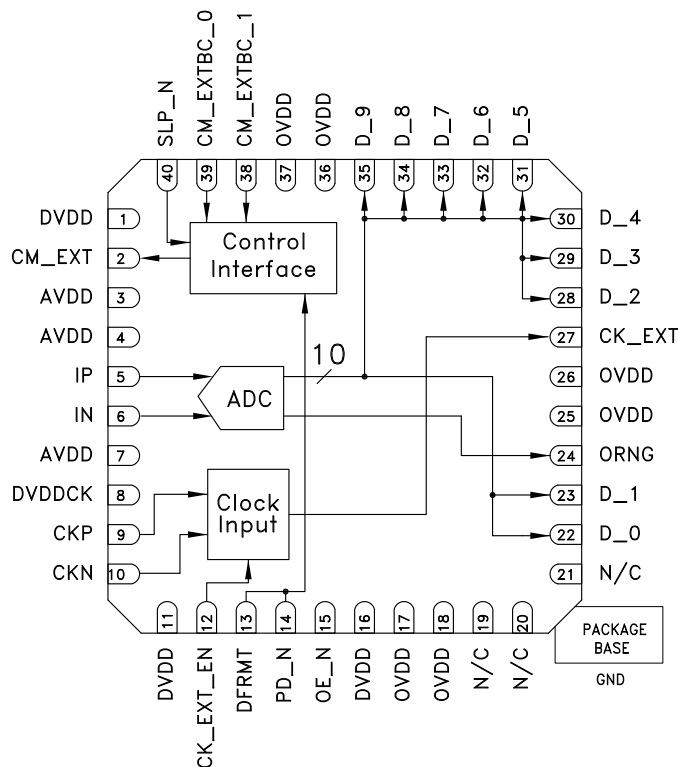 SLP_N
CM_EXTBC_0
CM_EXTBC_1
OVDD
OVDD
D_9
D_8
D_7
D_6
D_5
40
39
38
37
36
35
34
33
32
31
DVDD 1
CM_EXT 2
AVDD 3
AVDD 4
IP 5
IN 6
AVDD 7
DVDDCK 8
CKP 9
CKN 10
Control
Interface
10
ADC
Clock
Input
30 D_4
29 D_3
28 D_2
27 CK_EXT
26 OVDD
25 OVDD
24 ORNG
23 D_1
22 D_0
21 N/C
11
12
13
14
15
16
17
18
19
20
DVDD
CK_EXT_EN
DFRMT
PD_N
OE_N
DVDD
OVDD
OVDD
N/C
N/C
PACKAGE
BASE
GND